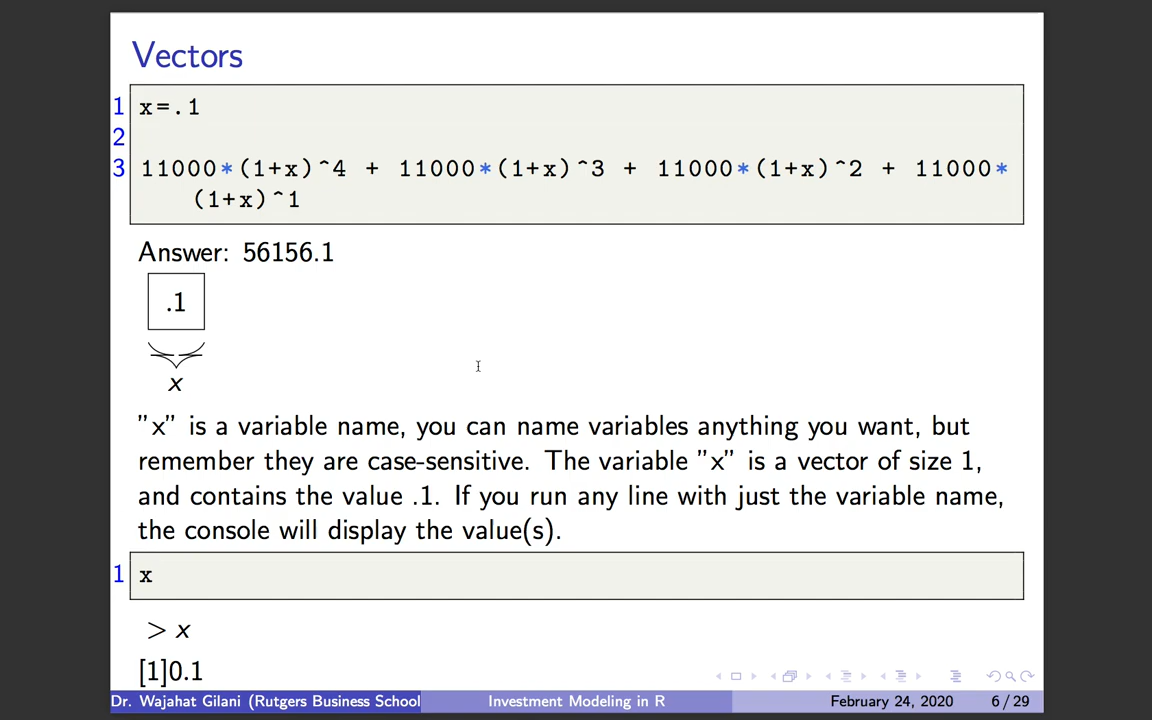 Vectors
1 x=.1
2
3 11000*(1+x)^4 + 11000*(1+x)^3 + 11000*(1+x)^2 + 11000*
(1+x)^1
Answer: 56156.1
.1
x
”x” is a variable name, you can name variables anything you want, but
remember they are case-sensitive. The variable ”x” is a vector of size 1,
and contains the value .1. If you run any line with just the variable name,
the console will display the value(s).
1 x
> x
[1]0.1
Dr. Wajahat Gilani (Rutgers Business School Investment Modeling in R February 24, 2020 6 / 29